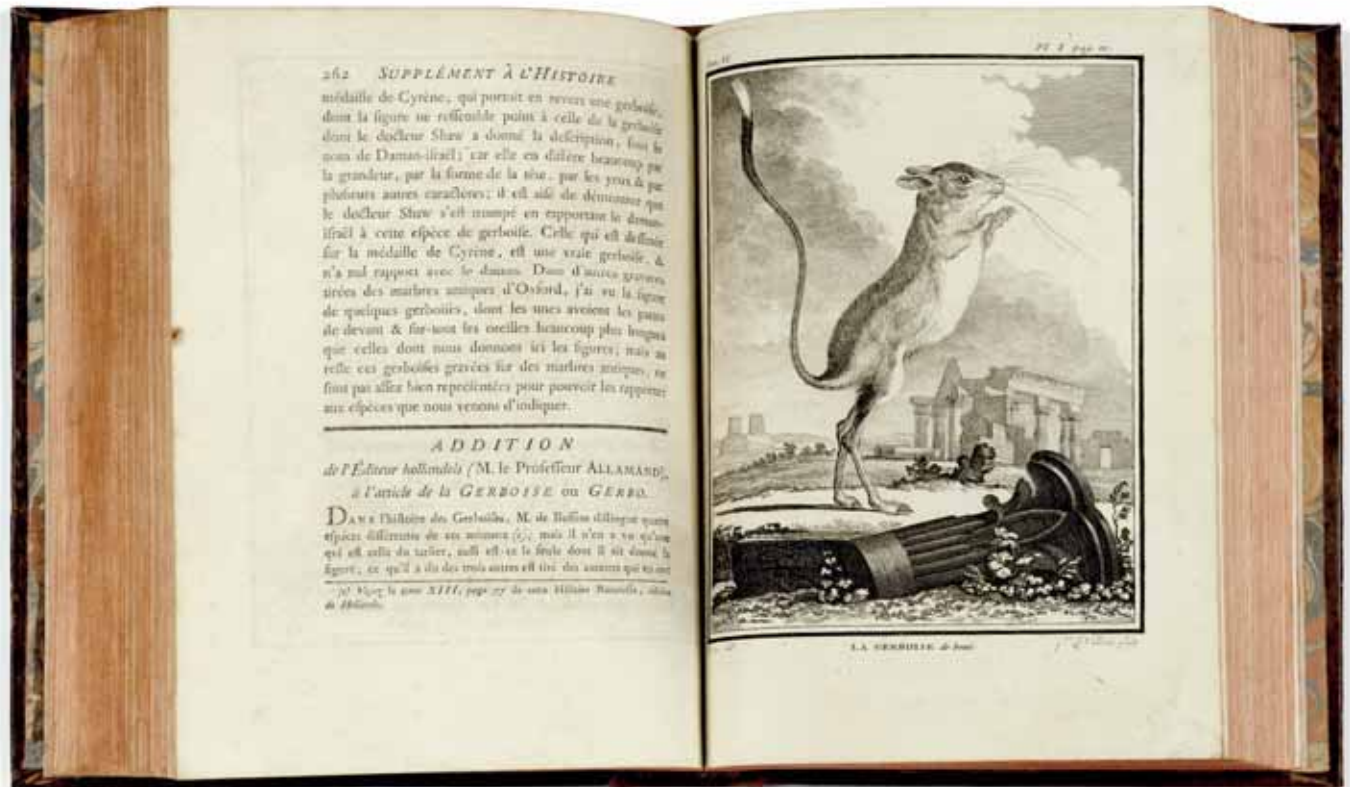 262 SUPPLÉMENT À L'HISTOIRE
médaille de Cyrène, qui portoit en revers une gerboise,
dont la figure ne ressemble point à celle de la gerboise
dont le docteur Shaw a donné la description, sous le
nom de Daman-israël; car elle en diffère beaucoup par
la grandeur, par la forme de la tête, par les yeux & par
plusieurs autres caractères; il est aisé de démontrer que
le docteur Shaw s'est trompé en rapportant le daman-
israël à cette espèce de gerboise. Celle qui est dessinée
sur la médaille de Cyrène, est une vraie gerboise, &
n'a nul rapport avec le daman. Dans d'autres gravures
tirées des marbres antiques d'Oxford, j'ai vu la figure
de quelques gerboises, dont les unes avoient les pattes
de devant & sur-tout les oreilles beaucoup plus longues
que celles dont nous donnons ici les figures; mais au
reste ces gerboises gravées sur des marbres antiques, ne
sont pas assez bien représentées pour pouvoir les rapporter
aux espèces que nous venons d'indiquer.
ADDITION
de l'Éditeur hollandois (M. le Professeur ALLAMAND),
à l'article de la GERBOISE ou GERBO.
DANS l'histoire des Gerboises, M. de Buffon distingue quatre
espèces différentes de ces animaux (c); mais il n'en a vu qu'une
qui est celle du tarsier, aussi est-ce la seule dont il ait donné la
figure; ce qu'il a dit des trois autres est tiré des auteurs qui en ont
(c) Voyez le tome XIII, page de cette Histoire Naturelle, édition
de Hollande.
Pl. page
LA GERBOISE